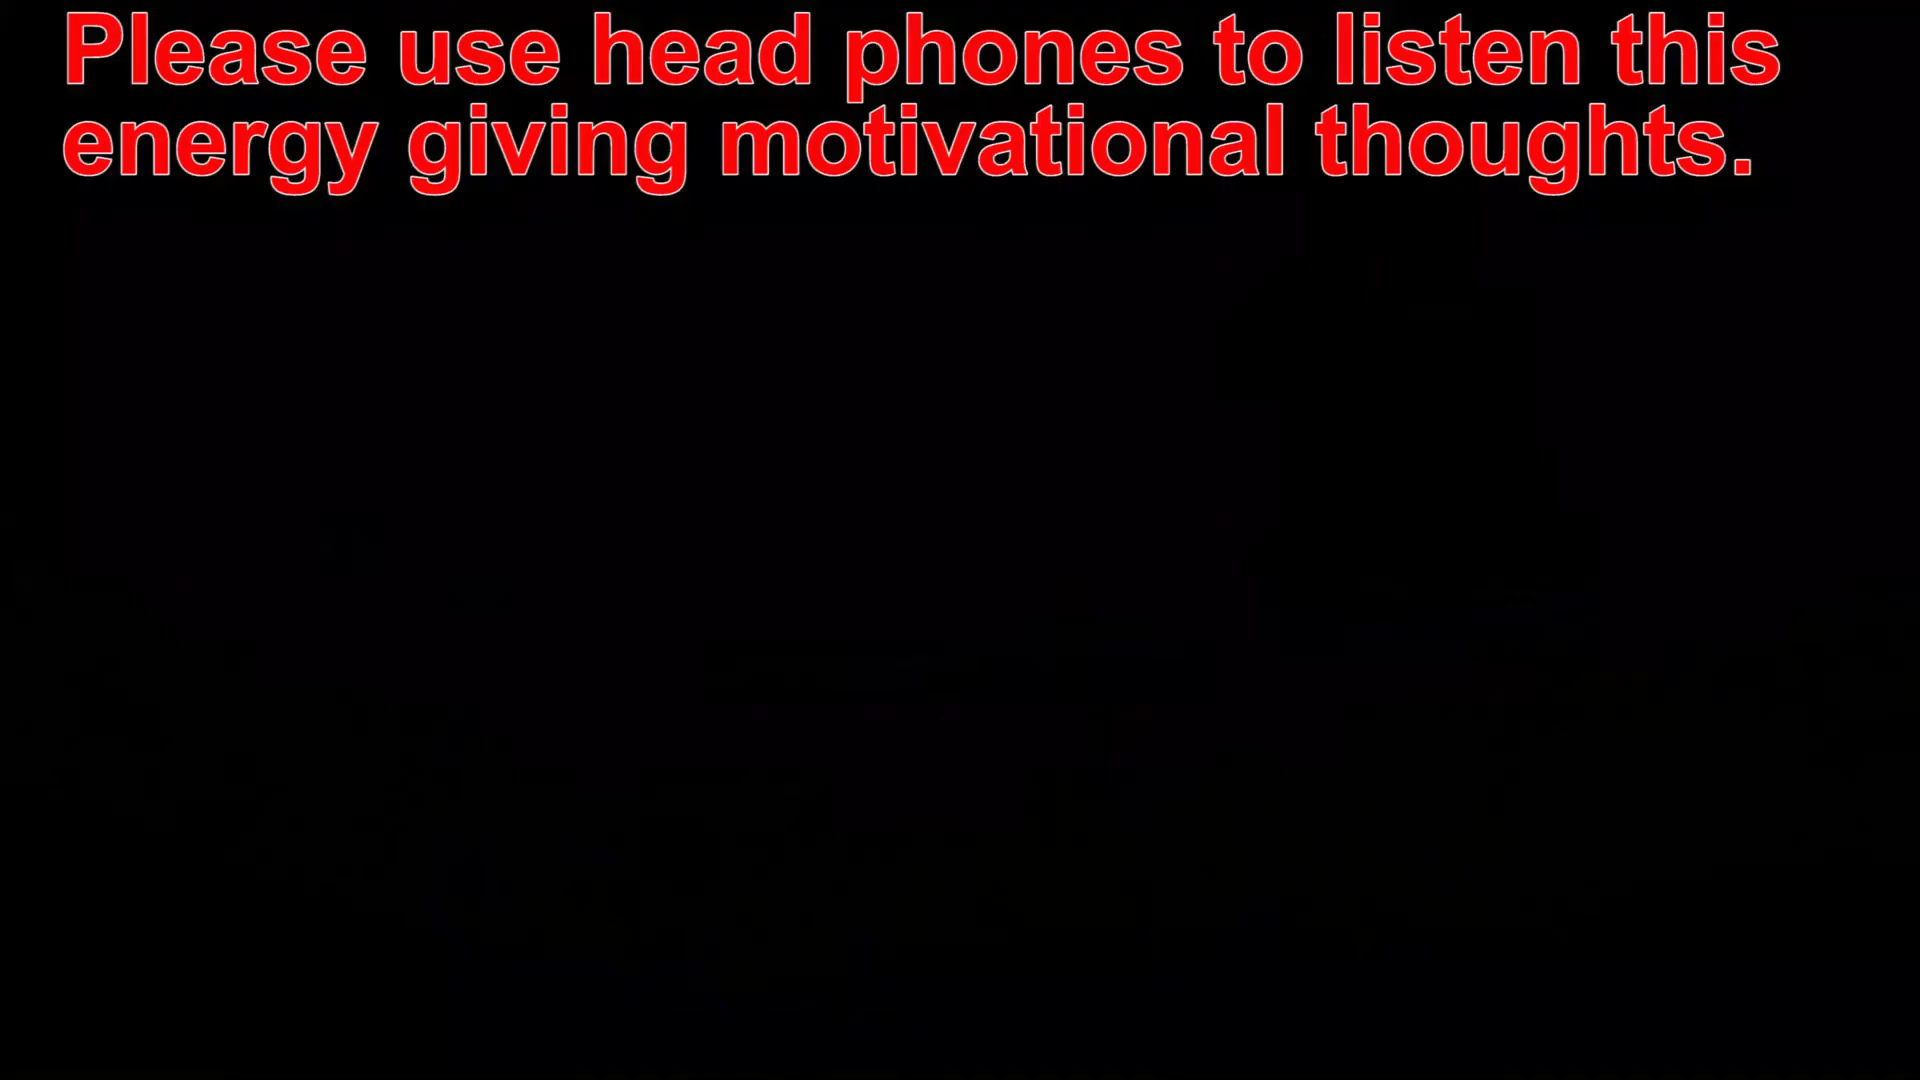 Please use head phones to listen this
energy giving motivational thoughts.